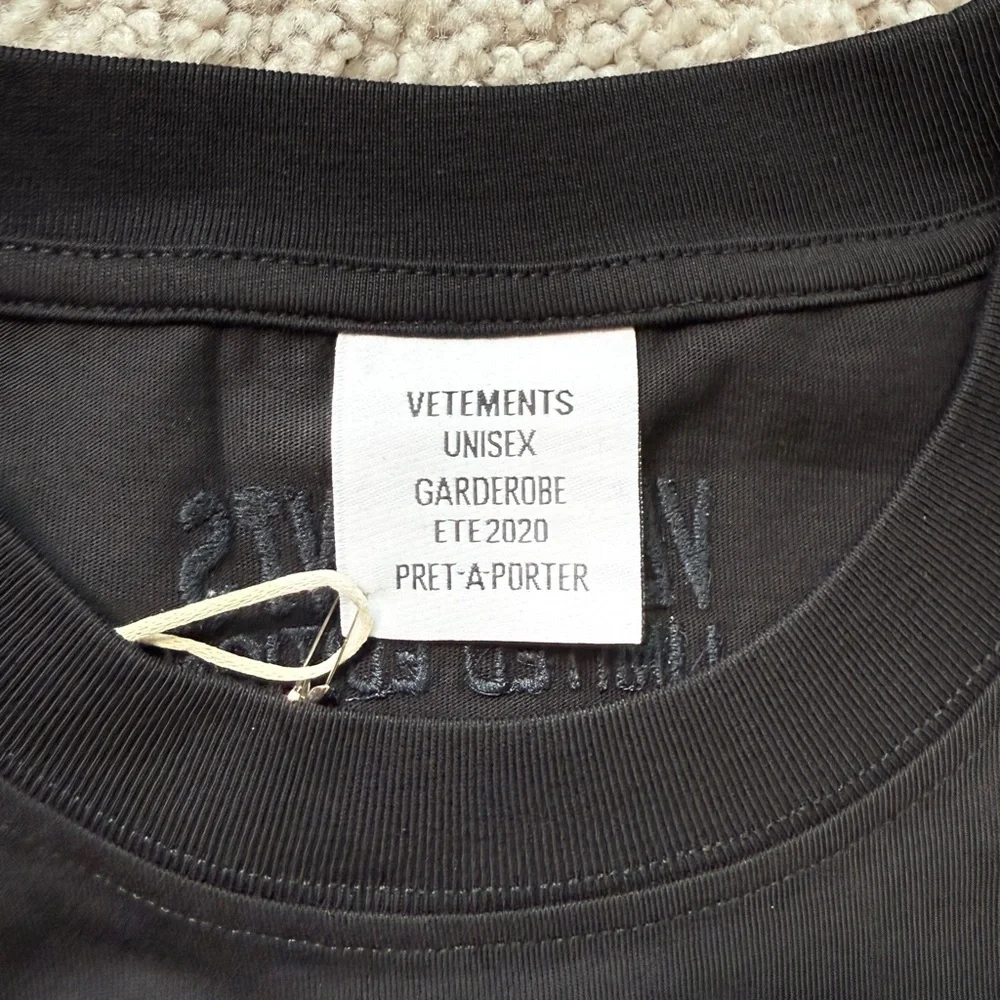 VETEMENTS
UNISEX
GARDEROBE
ETE2020
PRET-A-PORTER